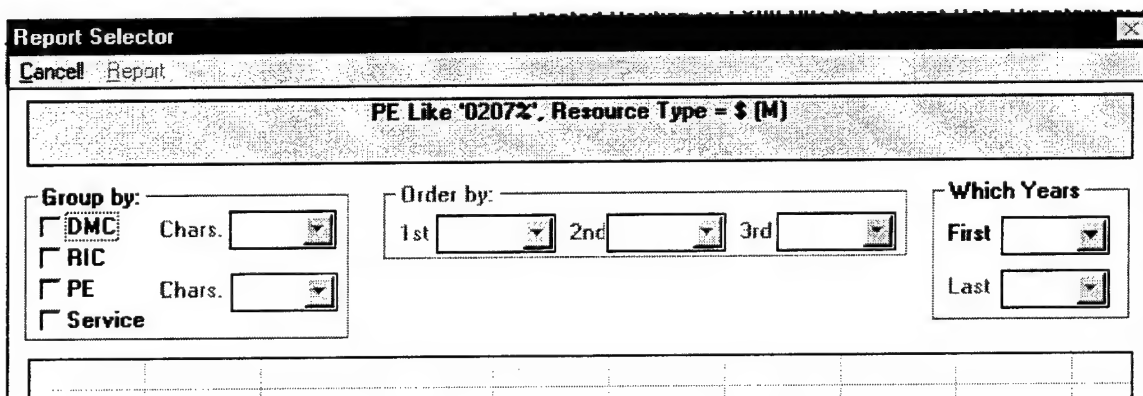 Report Selector
Cancel Report
PE Like '0207%', Resource Type = $ (M)
Group by:
DMC Chars.
RIC
PE Chars.
Service
Order by:
1st 2nd 3rd
Which Years
First
Last